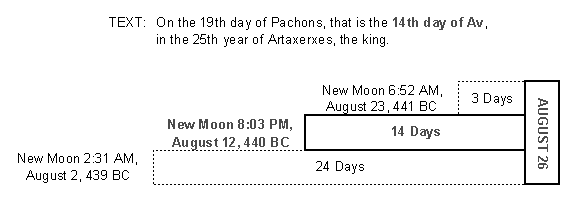 TEXT: On the 19th day of Pachons, that is the 14th day of Av,
in the 25th year of Artaxerxes, the king.
New Moon 6:52 AM,
August 23, 441 BC
3 Days
New Moon 8:03 PM,
August 12, 440 BC
14 Days
New Moon 2:31 AM,
August 2, 439 BC
24 Days
AUGUST 26